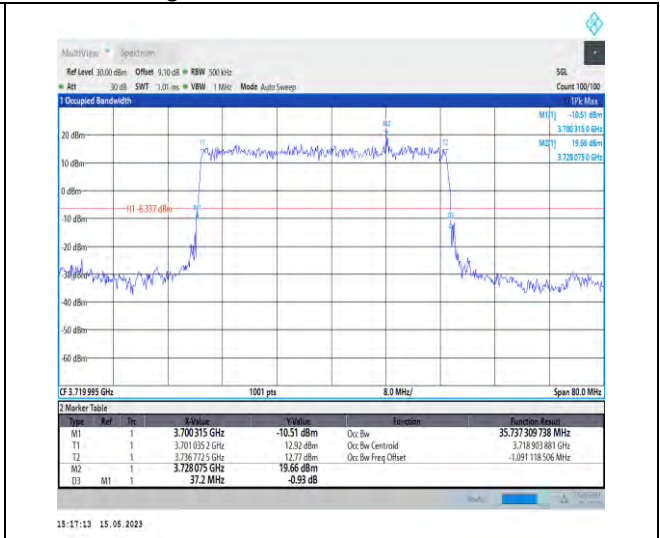 MultiView Spectrum
Ref Level 30.00 dBm Offset 9.10 dB RBW 500 kHz SGL
Att 30 dB SWT 1.01 ms VBW 1 MHz Mode Auto Sweep Count 100/100
1 Occupied Bandwidth 1Pk Max
M1[1] -10.51 dBm
3.700 315 0 GHz
M2[1] 19.66 dBm
3.728 075 0 GHz
M2
20 dBm
T1 T2
10 dBm
0 dBm
H1 -6.337 dBm
-10 dBm
-20 dBm
-30 dBm
-40 dBm
-50 dBm
-60 dBm
CF 3.719 995 GHz 1001 pts 8.0 MHz/ Span 80.0 MHz
2 Marker Table
Type Ref Trc X-Value Y-Value Function Function Result
M1 1 3.700 315 GHz -10.51 dBm Occ Bw 35.737 309 738 MHz
T1 1 3.701 035 2 GHz 12.92 dBm Occ Bw Centroid 3.718 903 881 GHz
T2 1 3.736 772 5 GHz 12.77 dBm Occ Bw Freq Offset -1.091 118 506 MHz
M2 1 3.728 075 GHz 19.66 dBm
D3 M1 1 37.2 MHz -0.93 dB
15:17:13 15.05.2023